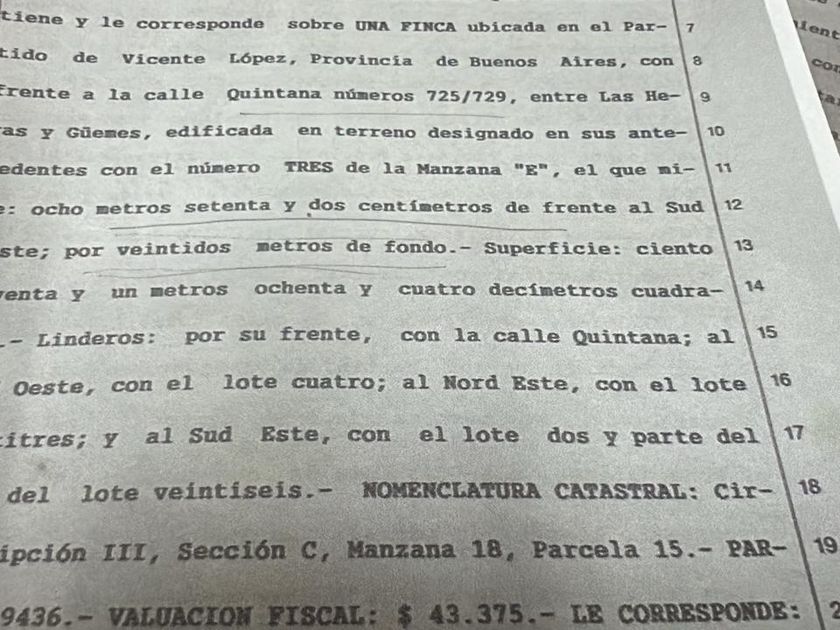 tiene y le corresponde sobre UNA FINCA ubicada en el Par- 7
tido de Vicente López, Provincia de Buenos Aires, con 8
frente a la calle Quintana números 725/729, entre Las He- 9
ras y Güemes, edificada en terreno designado en sus ante- 10
edentes con el número TRES de la Manzana "E", el que mi- 11
e: ocho metros setenta y dos centímetros de frente al Sud 12
ste; por veintidos metros de fondo.- Superficie: ciento 13
venta y un metros ochenta y cuatro decímetros cuadra- 14
.- Linderos: por su frente, con la calle Quintana; al 15
Oeste, con el lote cuatro; al Nord Este, con el lote 16
titres; y al Sud Este, con el lote dos y parte del 17
del lote veintiseis.- NOMENCLATURA CATASTRAL: Cir- 18
ipción III, Sección C, Manzana 18, Parcela 15.- PAR- 19
9436.- VALUACION FISCAL: $ 43.375.- LE CORRESPONDE: 2